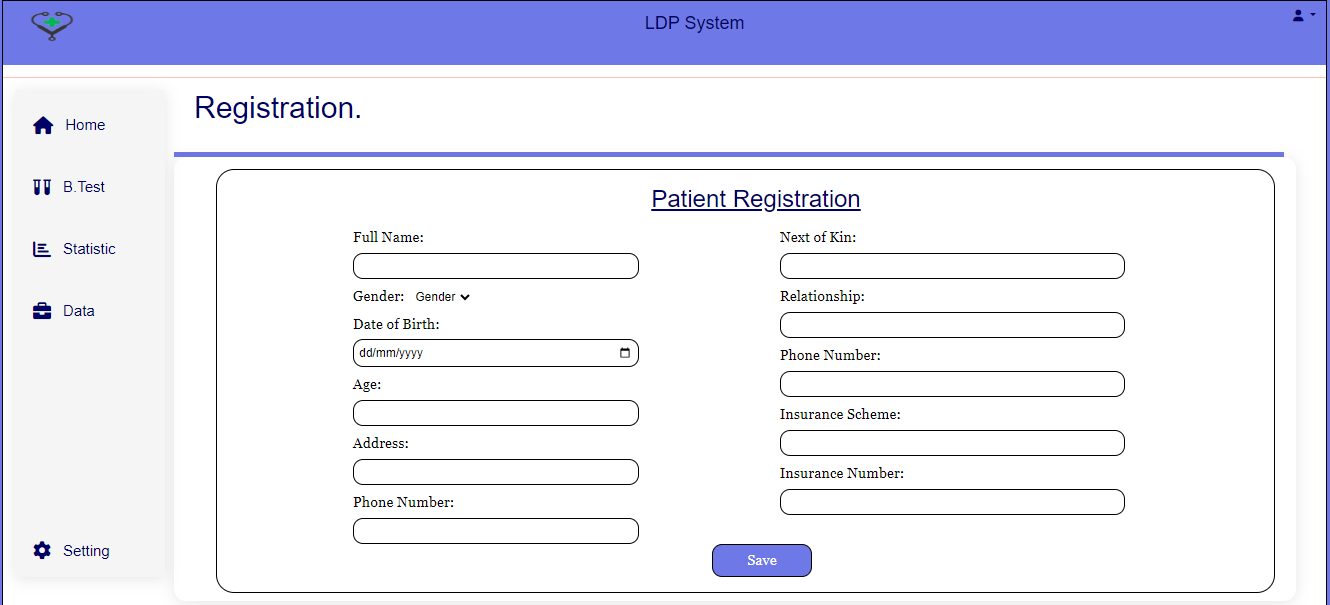 LDP System
Home
B.Test
Statistic
Data
Setting
Registration.
Patient Registration
Full Name:
Gender: Gender
Date of Birth:
dd/mm/yyyy
Age:
Address:
Phone Number:
Next of Kin:
Relationship:
Phone Number:
Insurance Scheme:
Insurance Number:
Save